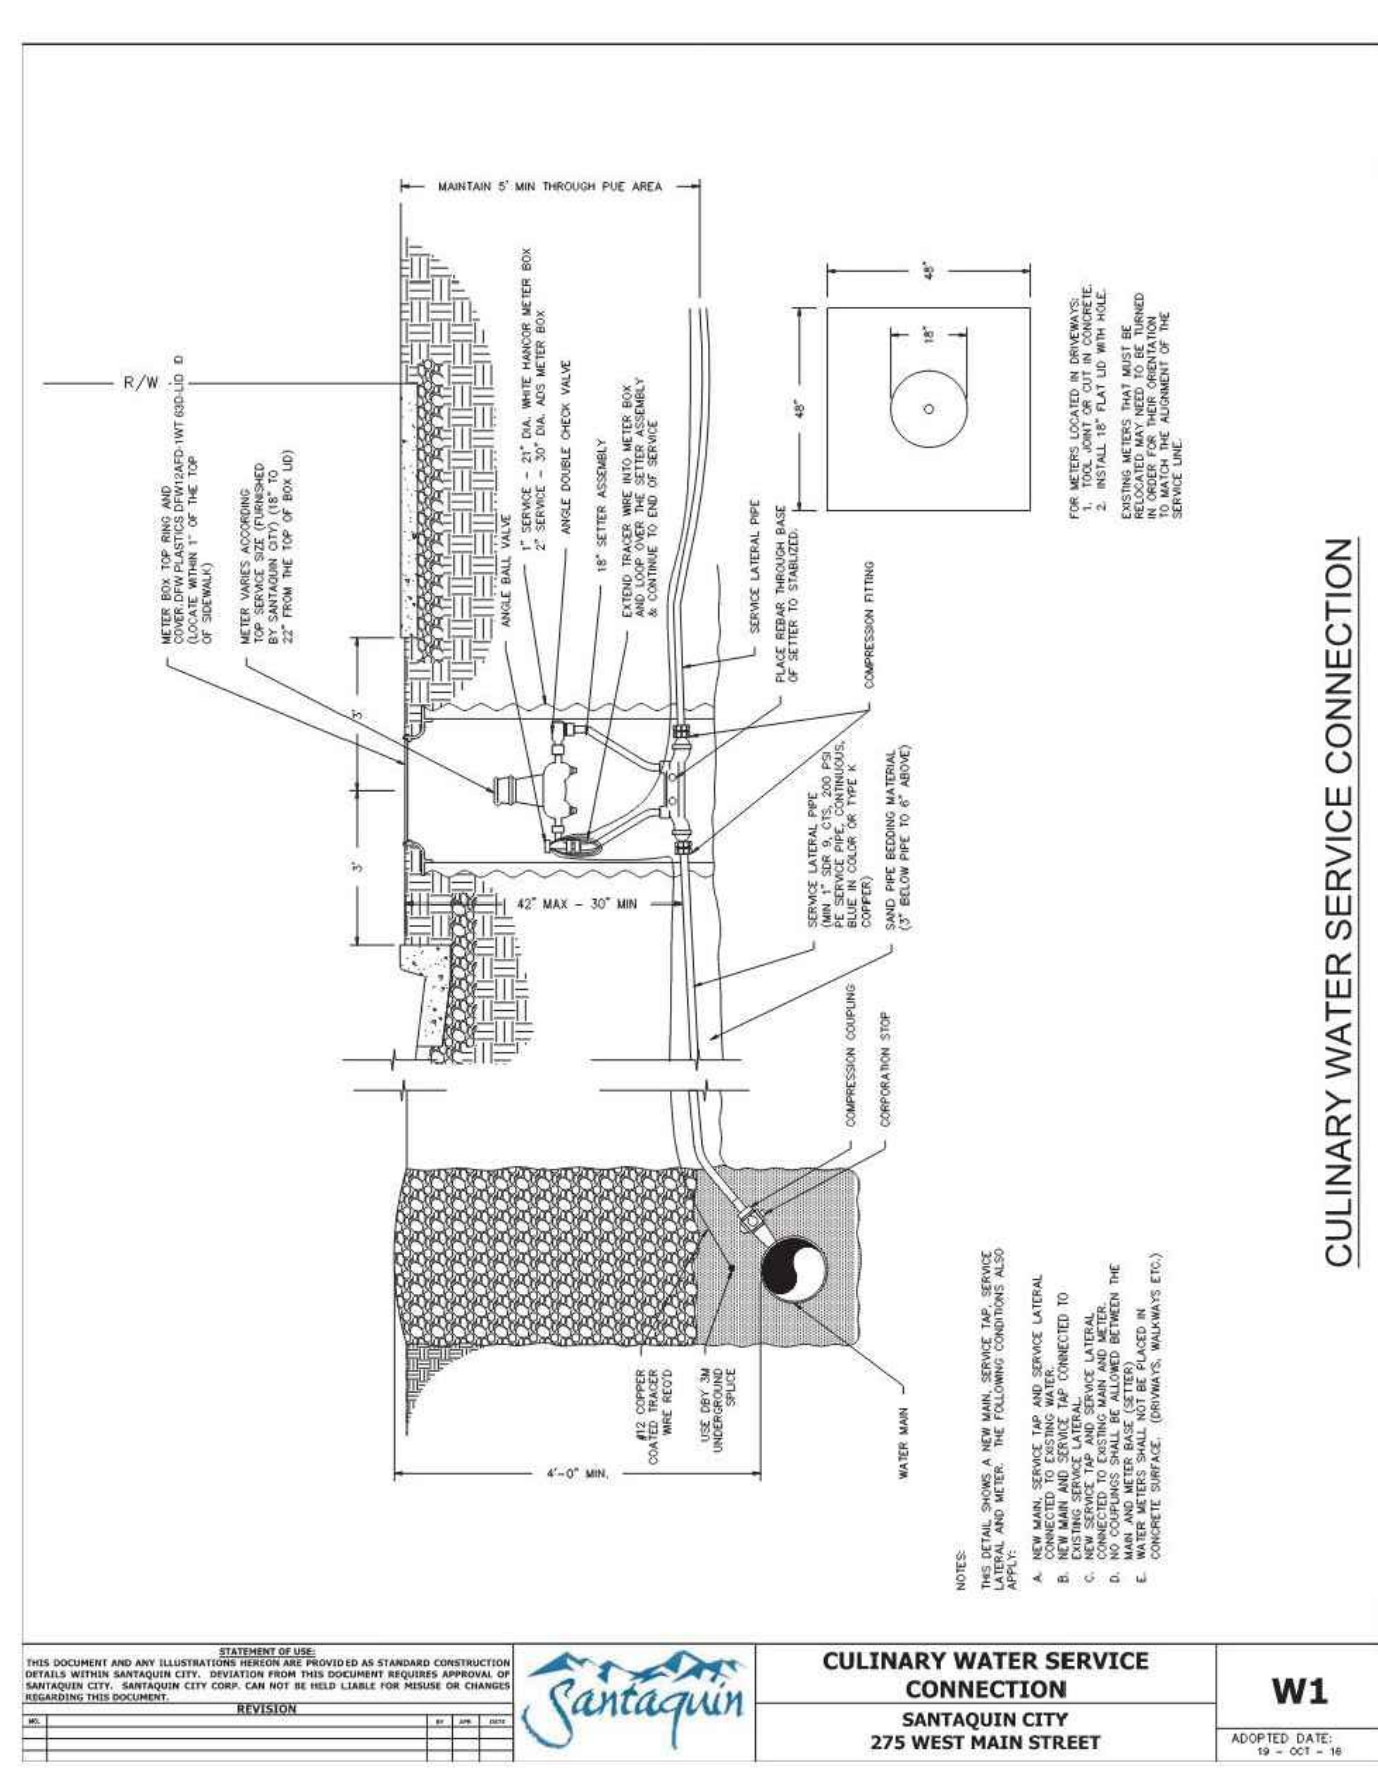 MAINTAIN 5' MIN THROUGH PUE AREA
R/W
METER BOX TOP RING AND
COVER.DFW PLASTICS DFW12AFD-1WT 63D-LID D
(LOCATE WITHIN 1" OF THE TOP
OF SIDEWALK)
METER VARIES ACCORDING
TOP SERVICE SIZE (FURNISHED
BY SANTAQUIN CITY) (18" TO
22" FROM THE TOP OF BOX LID)
3'
3'
ANGLE BALL VALVE
1" SERVICE - 21" DIA. WHITE HANCOR METER BOX
2" SERVICE - 30" DIA. ADS METER BOX
ANGLE DOUBLE CHECK VALVE
18" SETTER ASSEMBLY
EXTEND TRACER WIRE INTO METER BOX
AND LOOP OVER THE SETTER ASSEMBLY
& CONTINUE TO END OF SERVICE
SERVICE LATERAL PIPE
PLACE REBAR THROUGH BASE
OF SETTER TO STABLIZED.
COMPRESSION FITTING
42" MAX - 30" MIN
SERVICE LATERAL PIPE
(MIN 1" SDR 9, CTS, 200 PSI
PE SERVICE PIPE, CONTINUOUS,
BLUE IN COLOR OR TYPE K
COPPER)
SAND PIPE BEDDING MATERIAL
(3" BELOW PIPE TO 6" ABOVE)
COMPRESSION COUPLING
CORPORATION STOP
#12 COPPER
COATED TRACER
WIRE REQ'D
USE DBY 3M
UNDERGROUND
SPLICE
4'-0" MIN.
WATER MAIN
48"
48"
18"
FOR METERS LOCATED IN DRIVEWAYS:
1. TOOL JOINT OR CUT IN CONCRETE.
2. INSTALL 18" FLAT LID WITH HOLE.
EXISTING METERS THAT MUST BE
RELOCATED MAY NEED TO BE TURNED
IN ORDER FOR THEIR ORIENTATION
TO MATCH THE ALIGNMENT OF THE
SERVICE LINE.
NOTES:
THIS DETAIL SHOWS A NEW MAIN, SERVICE TAP, SERVICE
LATERAL AND METER. THE FOLLOWING CONDITIONS ALSO
APPLY:
A. NEW MAIN, SERVICE TAP AND SERVICE LATERAL
CONNECTED TO EXISTING WATER.
B. NEW MAIN AND SERVICE TAP CONNECTED TO
EXISTING SERVICE LATERAL.
C. NEW SERVICE TAP AND SERVICE LATERAL
CONNECTED TO EXISTING MAIN AND METER.
D. NO COUPLINGS SHALL BE ALLOWED BETWEEN THE
MAIN AND METER BASE (SETTER)
E. WATER METERS SHALL NOT BE PLACED IN
CONCRETE SURFACE. (DRIVWAYS, WALKWAYS ETC.)
CULINARY WATER SERVICE CONNECTION
STATEMENT OF USE:
THIS DOCUMENT AND ANY ILLUSTRATIONS HEREON ARE PROVIDED AS STANDARD CONSTRUCTION
DETAILS WITHIN SANTAQUIN CITY. DEVIATION FROM THIS DOCUMENT REQUIRES APPROVAL OF
SANTAQUIN CITY. SANTAQUIN CITY CORP. CAN NOT BE HELD LIABLE FOR MISUSE OR CHANGES
REGARDING THIS DOCUMENT.
REVISION
NO. BY APR. DATE
Santaquin
CULINARY WATER SERVICE
CONNECTION
SANTAQUIN CITY
275 WEST MAIN STREET
W1
ADOPTED DATE:
19 - OCT - 16